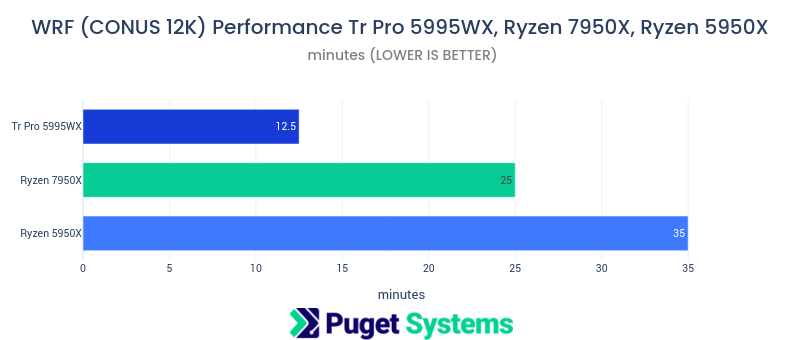 WRF (CONUS 12K) Performance Tr Pro 5995WX, Ryzen 7950X, Ryzen 5950X
minutes (LOWER IS BETTER)
Tr Pro 5995WX 12.5
Ryzen 7950X 25
Ryzen 5950X 35
0 5 10 15 20 25 30 35
minutes
Puget Systems